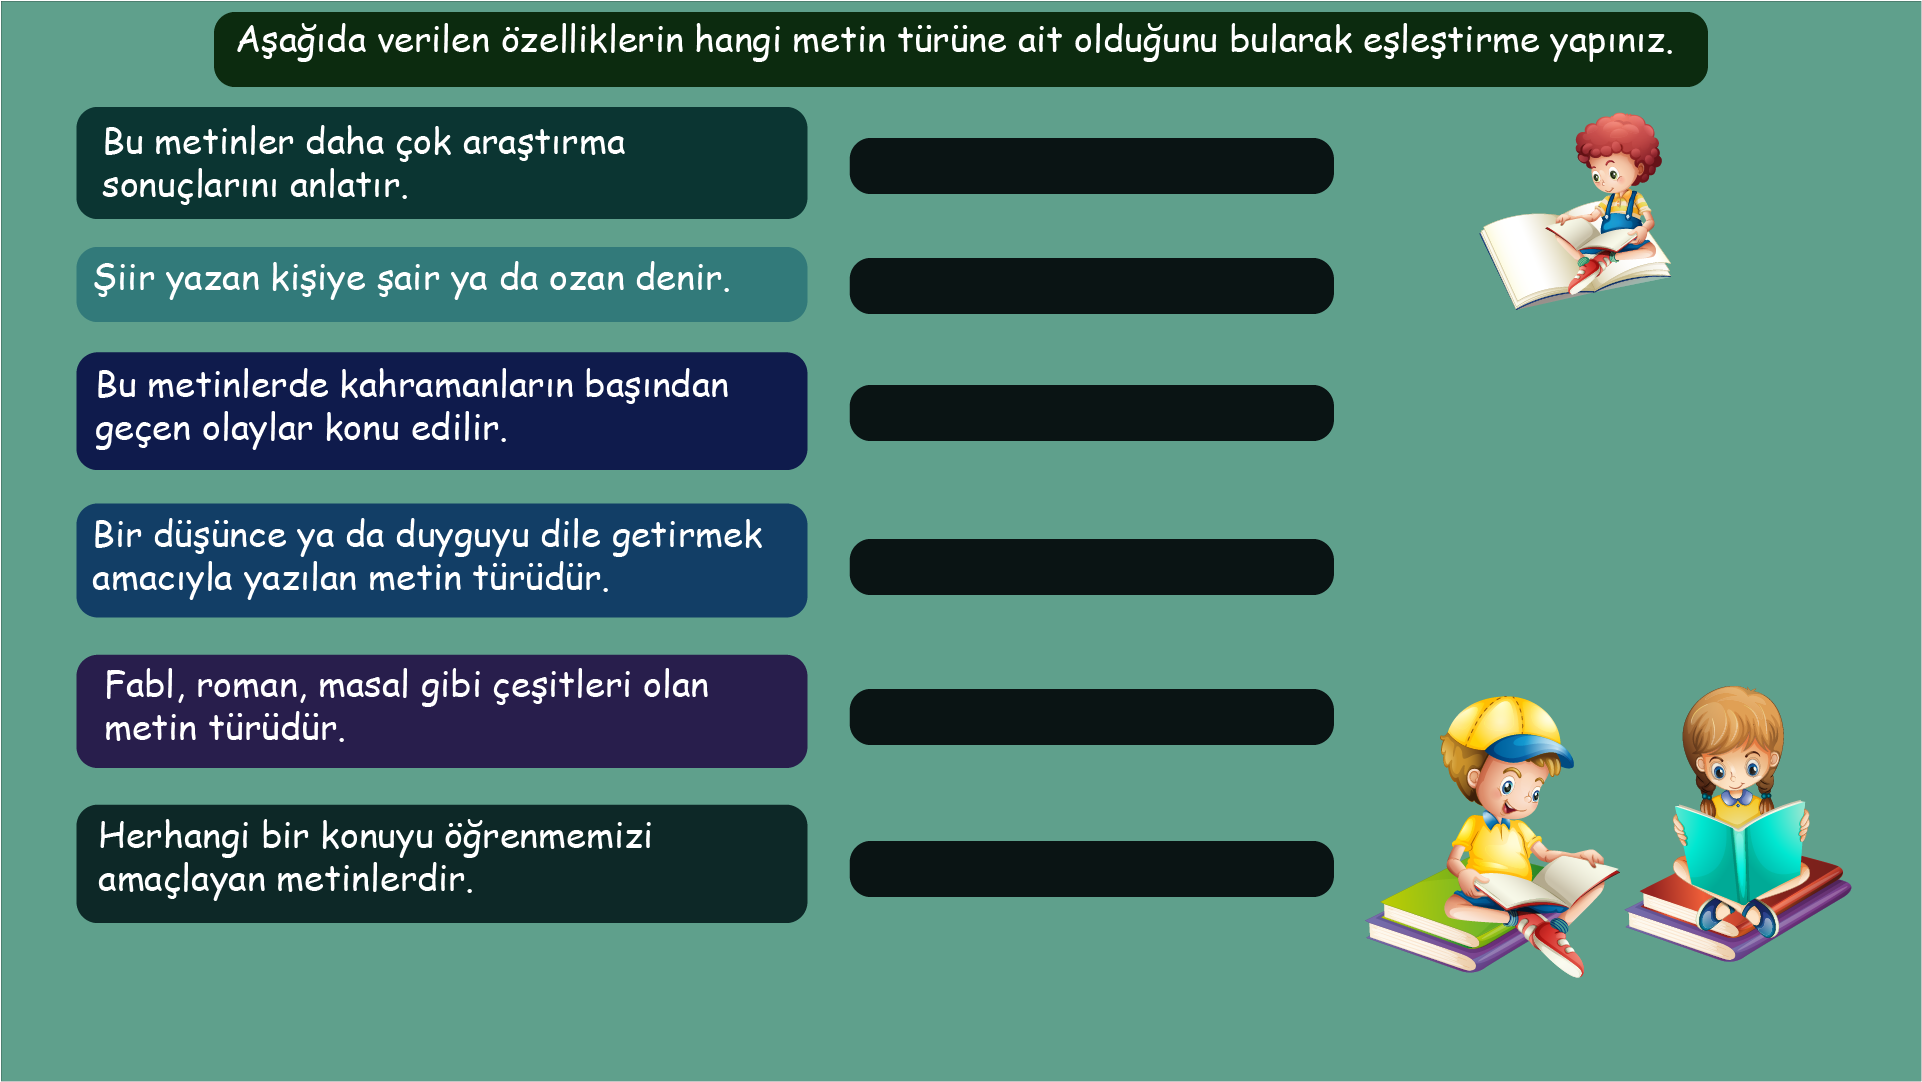 Aşağıda verilen özelliklerin hangi metin türüne ait olduğunu bularak eşleştirme yapınız.
Bu metinler daha çok araştırma
sonuçlarını anlatır.
Şiir yazan kişiye şair ya da ozan denir.
Bu metinlerde kahramanların başından
geçen olaylar konu edilir.
Bir düşünce ya da duyguyu dile getirmek
amacıyla yazılan metin türüdür.
Fabl, roman, masal gibi çeşitleri olan
metin türüdür.
Herhangi bir konuyu öğrenmemizi
amaçlayan metinlerdir.